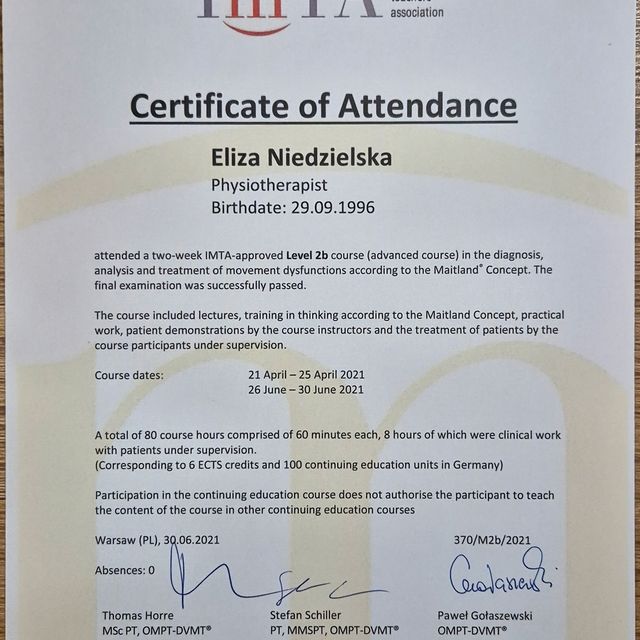 IMTA
association
Certificate of Attendance
Eliza Niedzielska
Physiotherapist
Birthdate: 29.09.1996
attended a two-week IMTA-approved Level 2b course (advanced course) in the diagnosis,
analysis and treatment of movement dysfunctions according to the Maitland® Concept. The
final examination was successfully passed.
The course included lectures, training in thinking according to the Maitland Concept, practical
work, patient demonstrations by the course instructors and the treatment of patients by the
course participants under supervision.
Course dates: 21 April – 25 April 2021
26 June – 30 June 2021
A total of 80 course hours comprised of 60 minutes each, 8 hours of which were clinical work
with patients under supervision.
(Corresponding to 6 ECTS credits and 100 continuing education units in Germany)
Participation in the continuing education course does not authorise the participant to teach
the content of the course in other continuing education courses
Warsaw (PL), 30.06.2021 370/M2b/2021
Absences: 0
Thomas Horre Stefan Schiller Paweł Gołaszewski
MSc PT, OMPT-DVMT® PT, MMSPT, OMPT-DVMT® OMPT-DVMT®